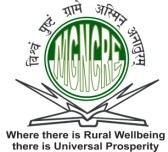 विश्वं पुष्टं ग्रामे अस्मिन् अनातुरम्
MGNCRE
Where there is Rural Wellbeing
there is Universal Prosperity